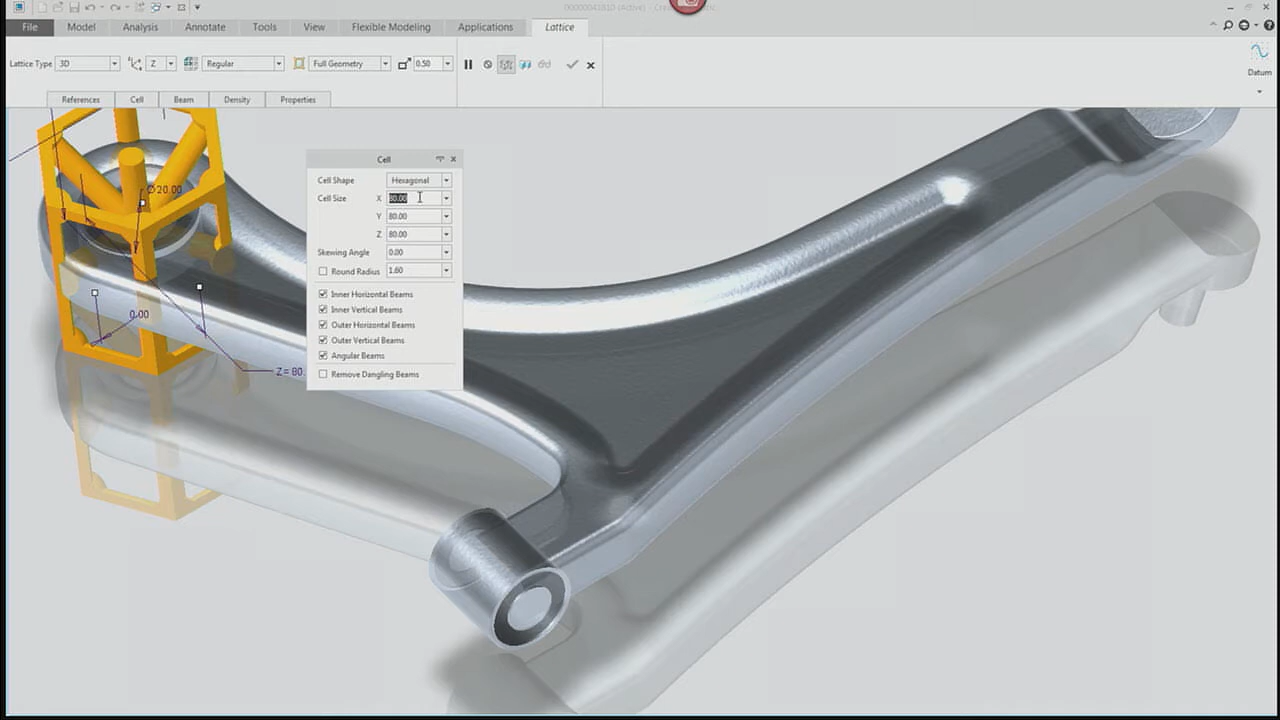 File Model Analysis Annotate Tools View Flexible Modeling Applications Lattice
Lattice Type 3D Z Regular Full Geometry 0.50
Datum
References Cell Beam Density Properties
Cell
Cell Shape Hexagonal
Cell Size X 80.00
Y 80.00
Z 80.00
Skewing Angle 0.00
Round Radius 1.60
Inner Horizontal Beams
Inner Vertical Beams
Outer Horizontal Beams
Outer Vertical Beams
Angular Beams
Remove Dangling Beams
Ø20.00
0.00
Z= 80.